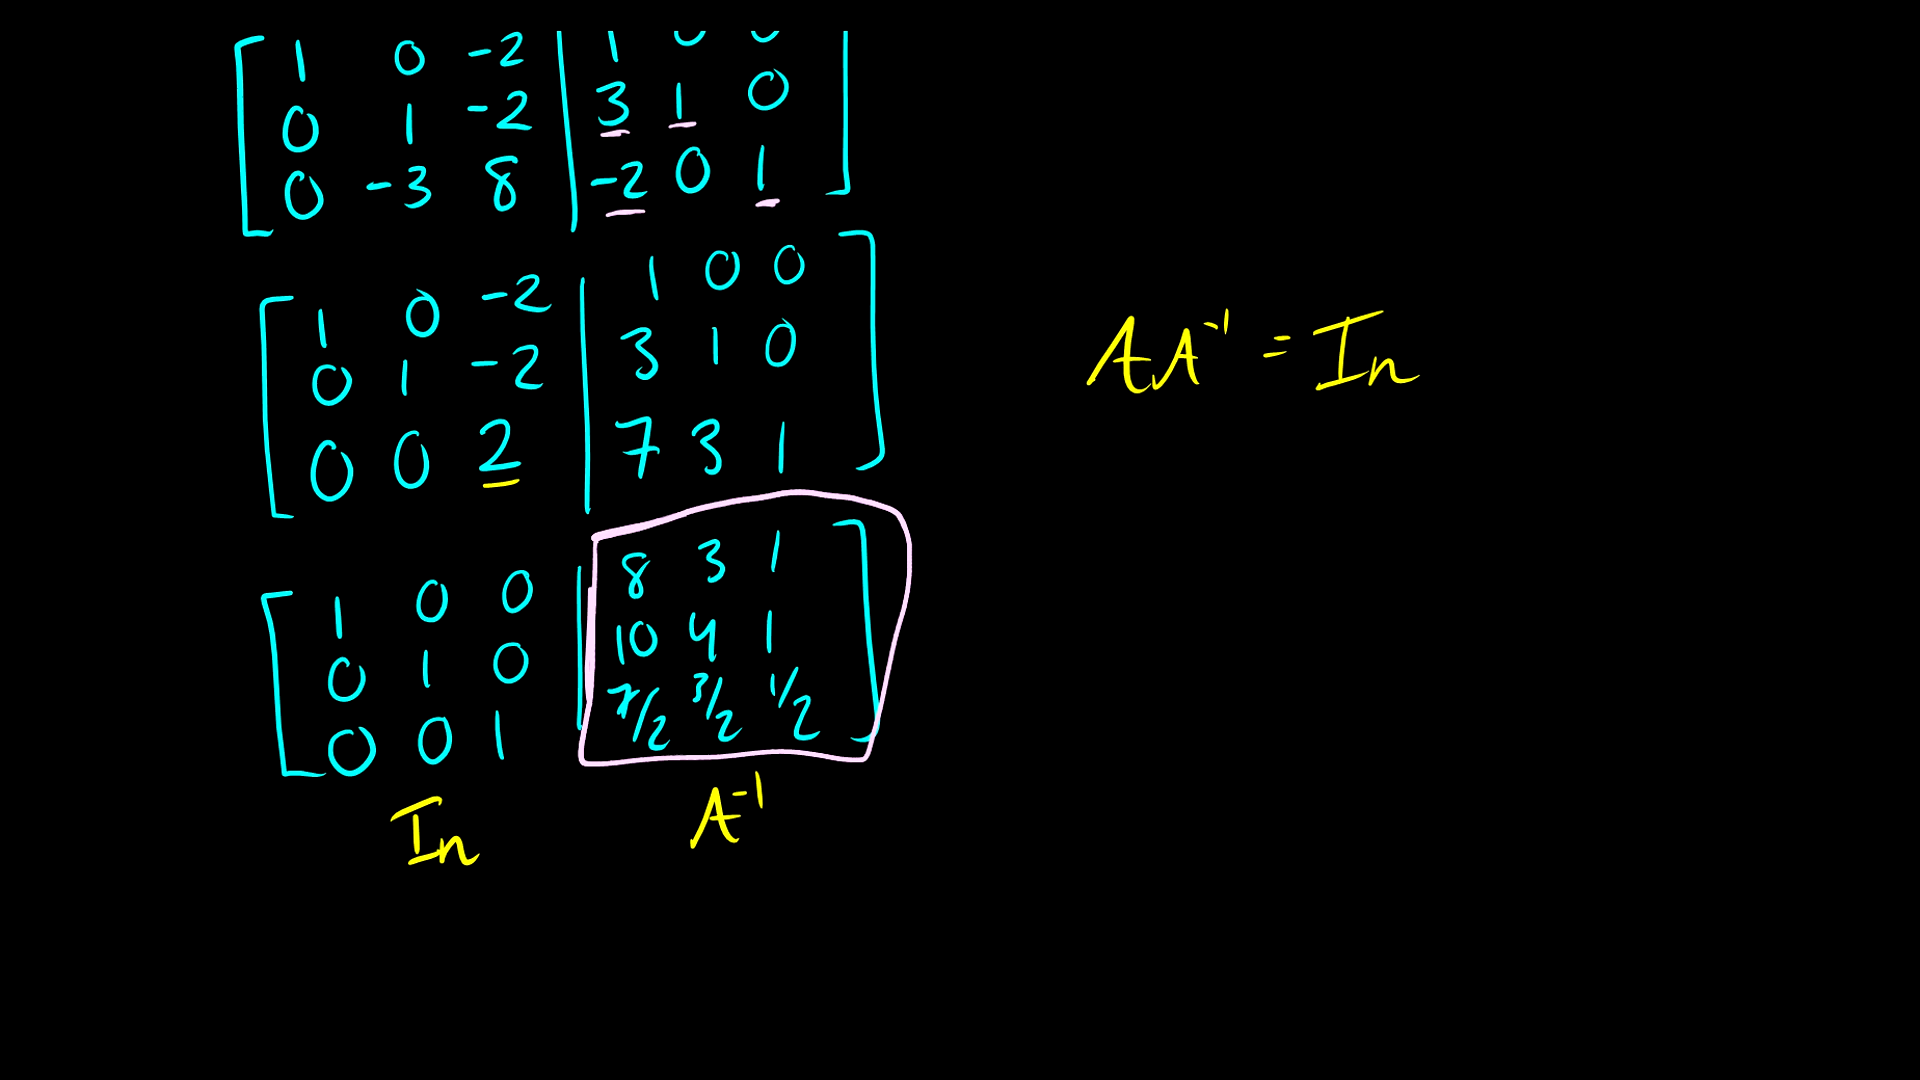 1 0 -2 | 1 0 0
0 1 -2 | 3 1 0
0 -3 8 | -2 0 1
1 0 -2 | 1 0 0
0 1 -2 | 3 1 0
0 0 2 | 7 3 1
1 0 0 | 8 3 1
0 1 0 | 10 4 1
0 0 1 | 7/2 3/2 1/2
In A⁻¹
AA⁻¹ = In